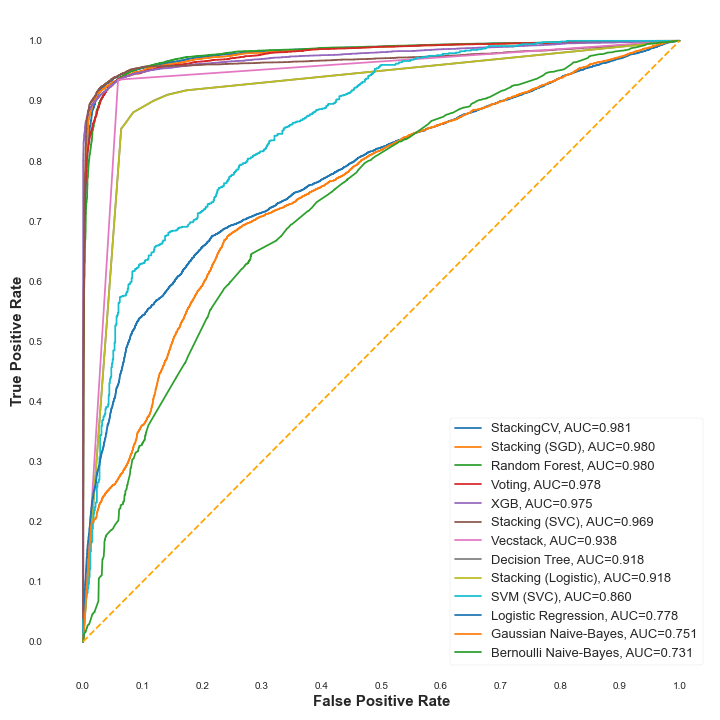 1.0
0.9
0.8
0.7
0.6
0.5
0.4
0.3
0.2
0.1
0.0
True Positive Rate
StackingCV, AUC=0.981
Stacking (SGD), AUC=0.980
Random Forest, AUC=0.980
Voting, AUC=0.978
XGB, AUC=0.975
Stacking (SVC), AUC=0.969
Vecstack, AUC=0.938
Decision Tree, AUC=0.918
Stacking (Logistic), AUC=0.918
SVM (SVC), AUC=0.860
Logistic Regression, AUC=0.778
Gaussian Naive-Bayes, AUC=0.751
Bernoulli Naive-Bayes, AUC=0.731
0.0 0.1 0.2 0.3 0.4 0.5 0.6 0.7 0.8 0.9 1.0
False Positive Rate